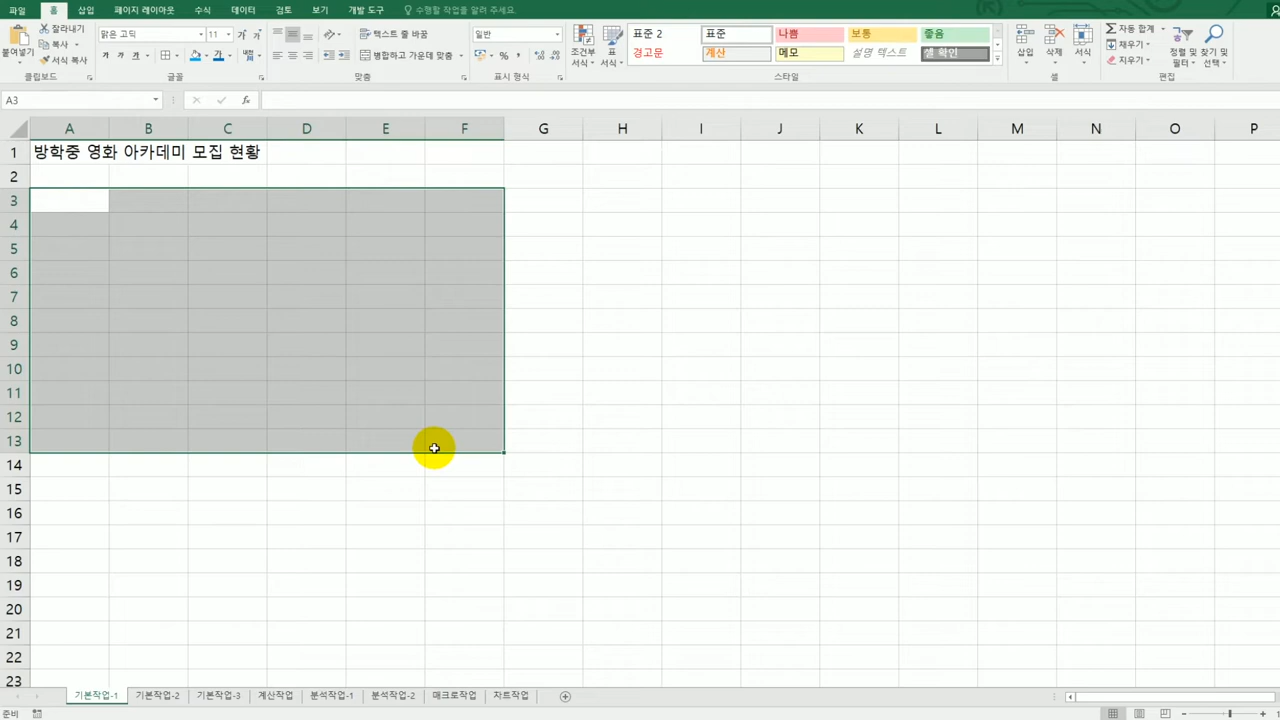 파일 홈 삽입 페이지 레이아웃 수식 데이터 검토 보기 개발 도구 수행할 작업을 알려 주세요.
붙여넣기 잘라내기 복사 서식 복사 클립보드
맑은 고딕 11 가 가 가 가 가 가 글꼴
텍스트 줄 바꿈 병합하고 가운데 맞춤 맞춤
일반 % 표시 형식
조건부 서식 표 서식
표준 2 표준 나쁨 보통 좋음
경고문 계산 메모 설명 텍스트 셀 확인
스타일
삽입 삭제 서식 셀
자동 합계 채우기 지우기 정렬 및 필터 찾기 및 선택 편집
A3 fx
A B C D E F G H I J K L M N O P
1 방학중 영화 아카데미 모집 현황
2
3
4
5
6
7
8
9
10
11
12
13
14
15
16
17
18
19
20
21
22
23
기본작업-1 기본작업-2 기본작업-3 계산작업 분석작업-1 분석작업-2 매크로작업 차트작업
준비